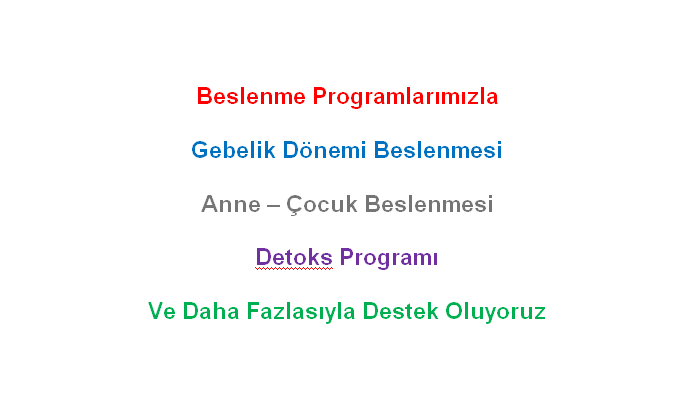 Beslenme Programlarımızla
Gebelik Dönemi Beslenmesi
Anne – Çocuk Beslenmesi
Detoks Programı
Ve Daha Fazlasıyla Destek Oluyoruz